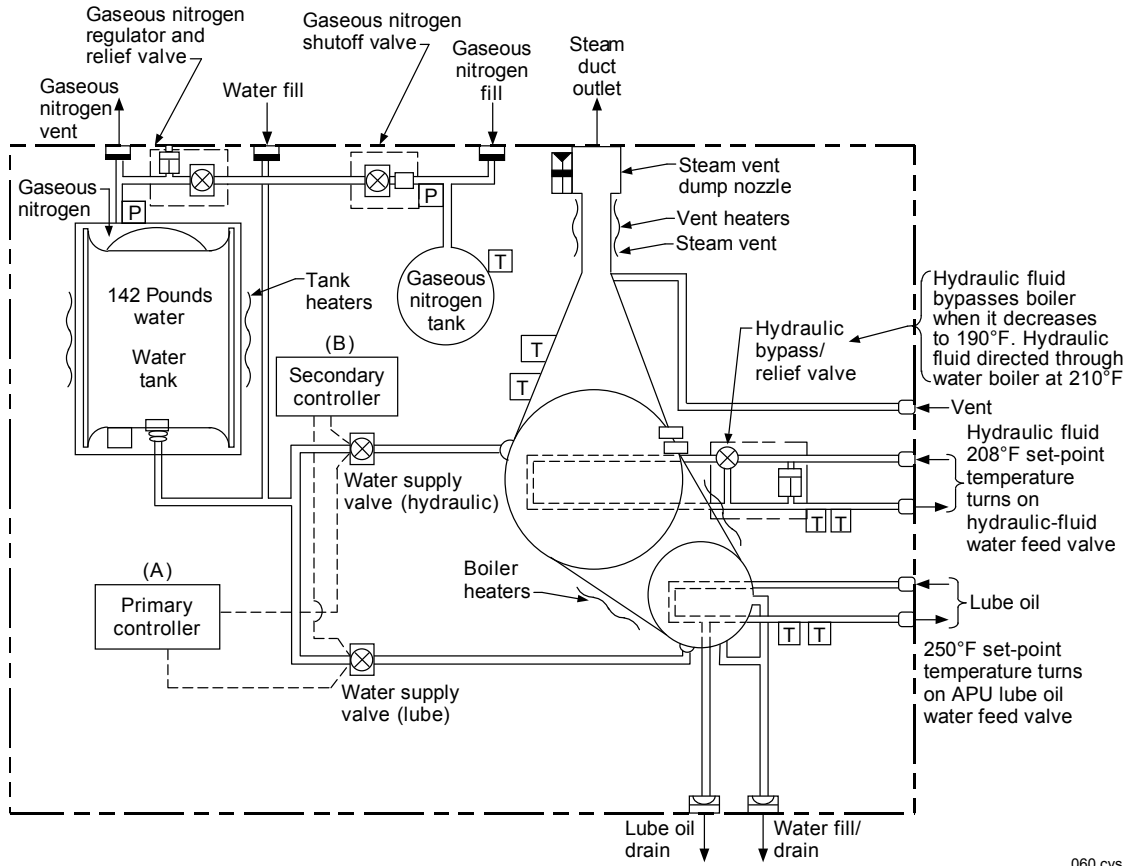 Gaseous nitrogen
regulator and
relief valve
Gaseous nitrogen
shutoff valve
Steam
duct
outlet
Gaseous
nitrogen
vent
Water fill
Gaseous
nitrogen
fill
Steam vent
dump nozzle
Gaseous
nitrogen
P
P
Vent heaters
Steam vent
T
Gaseous
nitrogen
tank
Tank
heaters
142 Pounds
water
Water
tank
Hydraulic
bypass/
relief valve
Hydraulic fluid
bypasses boiler
when it decreases
to 190°F. Hydraulic
fluid directed through
water boiler at 210°F
(B)
Secondary
controller
T
T
Vent
Hydraulic fluid
208°F set-point
temperature
turns on
hydraulic-fluid
water feed valve
Water supply
valve (hydraulic)
T T
(A)
Primary
controller
Boiler
heaters
Lube oil
T T
250°F set-point
temperature turns
on APU lube oil
water feed valve
Water supply
valve (lube)
Lube oil
drain
Water fill/
drain
060.cvs